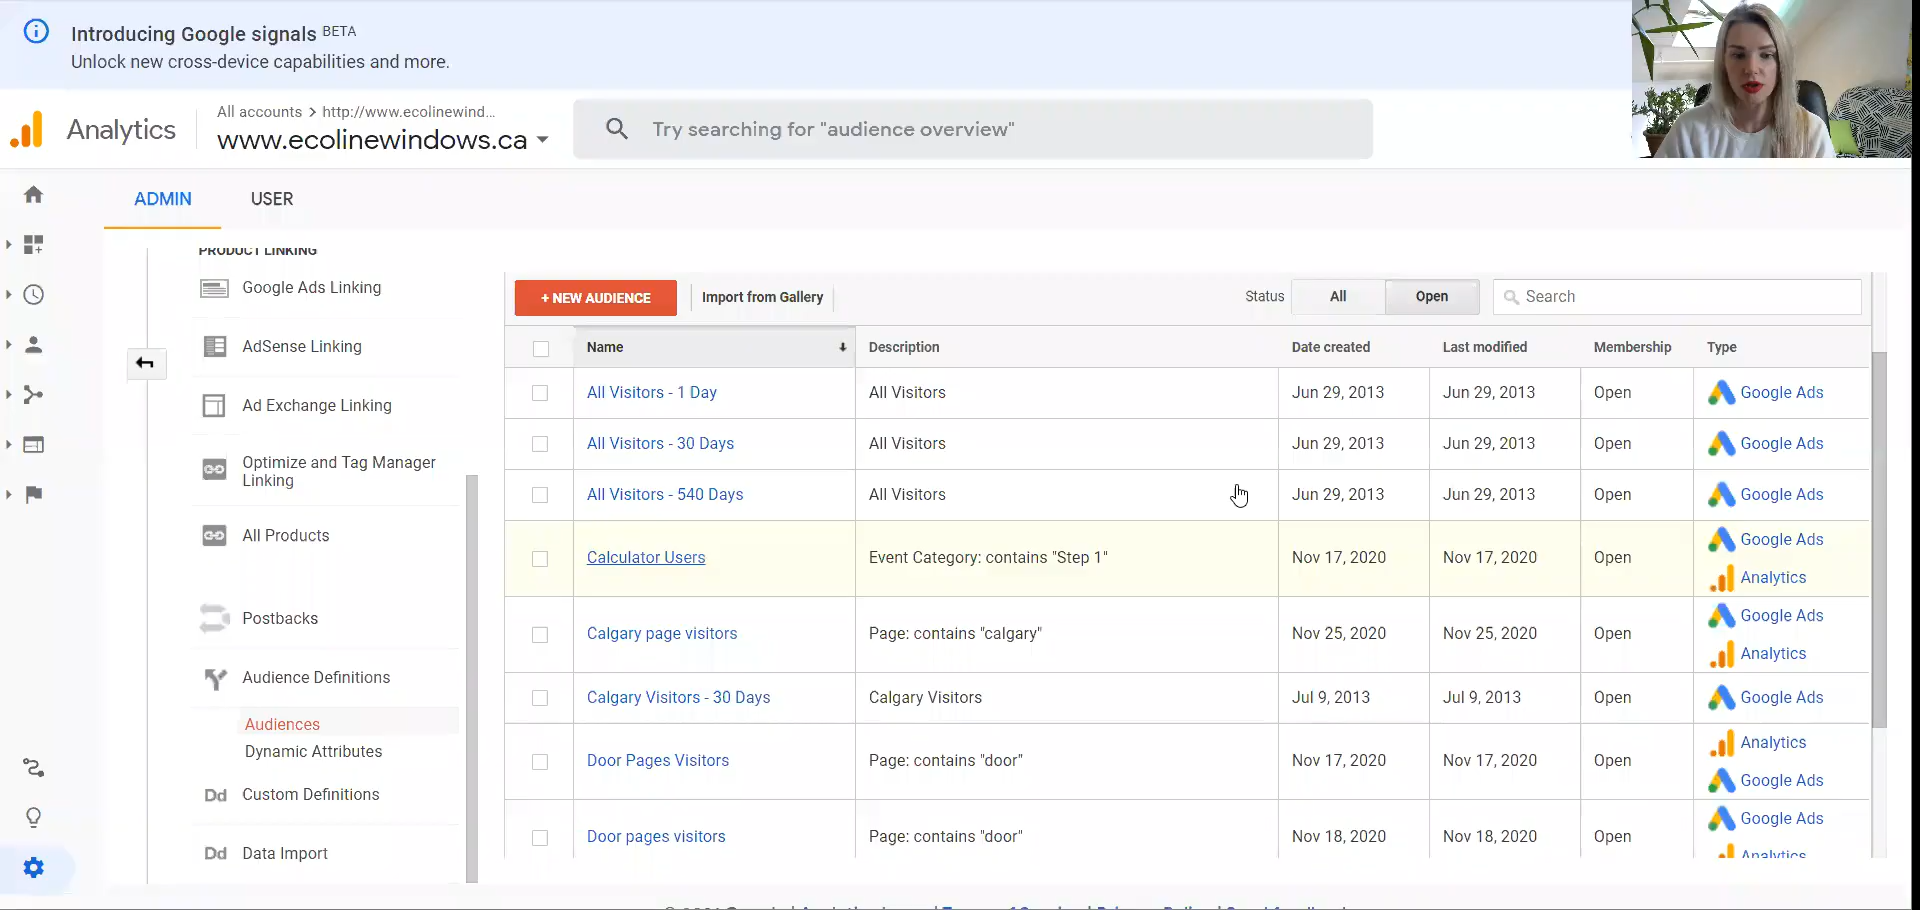 Introducing Google signals BETA
Unlock new cross-device capabilities and more.
Analytics
All accounts > http://www.ecolinewind...
www.ecolinewindows.ca
Try searching for "audience overview"
ADMIN
USER
PRODUCT LINKING
Google Ads Linking
AdSense Linking
Ad Exchange Linking
Optimize and Tag Manager
Linking
All Products
Postbacks
Audience Definitions
Audiences
Dynamic Attributes
Dd Custom Definitions
Dd Data Import
+ NEW AUDIENCE
Import from Gallery
Status
All
Open
Search
Name Description Date created Last modified Membership Type
All Visitors - 1 Day All Visitors Jun 29, 2013 Jun 29, 2013 Open Google Ads
All Visitors - 30 Days All Visitors Jun 29, 2013 Jun 29, 2013 Open Google Ads
All Visitors - 540 Days All Visitors Jun 29, 2013 Jun 29, 2013 Open Google Ads
Calculator Users Event Category: contains "Step 1" Nov 17, 2020 Nov 17, 2020 Open Google Ads
Analytics
Calgary page visitors Page: contains "calgary" Nov 25, 2020 Nov 25, 2020 Open Google Ads
Analytics
Calgary Visitors - 30 Days Calgary Visitors Jul 9, 2013 Jul 9, 2013 Open Google Ads
Door Pages Visitors Page: contains "door" Nov 17, 2020 Nov 17, 2020 Open Analytics
Google Ads
Door pages visitors Page: contains "door" Nov 18, 2020 Nov 18, 2020 Open Google Ads
Analytics